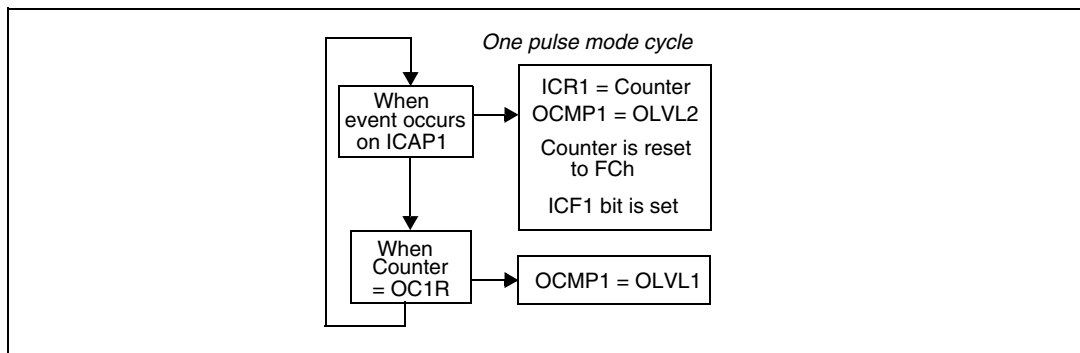 One pulse mode cycle
When
event occurs
on ICAP1
ICR1 = Counter
OCMP1 = OLVL2
Counter is reset
to FCh
ICF1 bit is set
When
Counter
= OC1R
OCMP1 = OLVL1